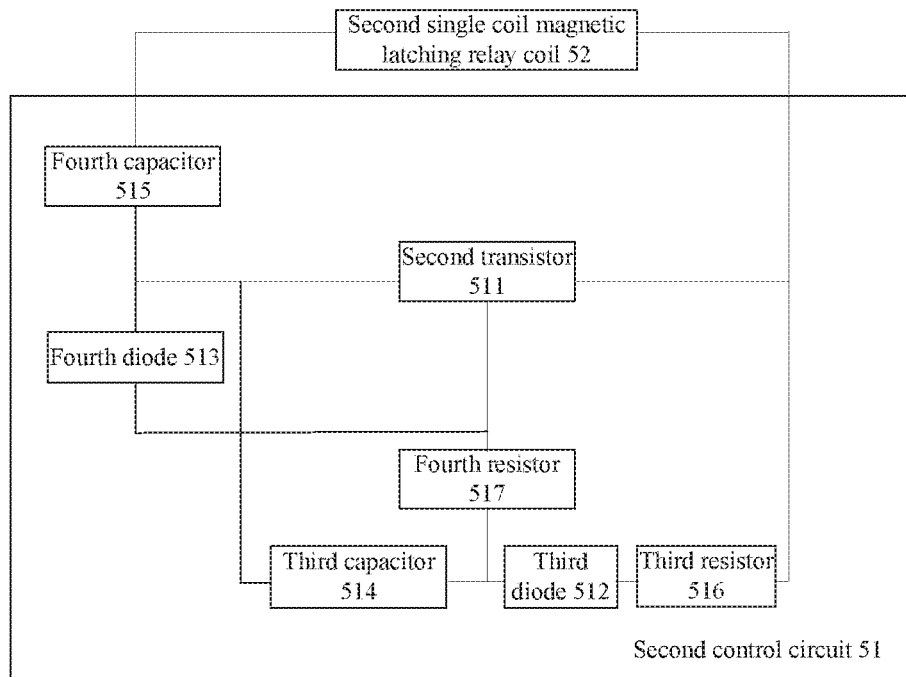 Second single coil magnetic
latching relay coil 52
Fourth capacitor
515
Second transistor
511
Fourth diode 513
Fourth resistor
517
Third capacitor
514
Third
diode 512
Third resistor
516
Second control circuit 51